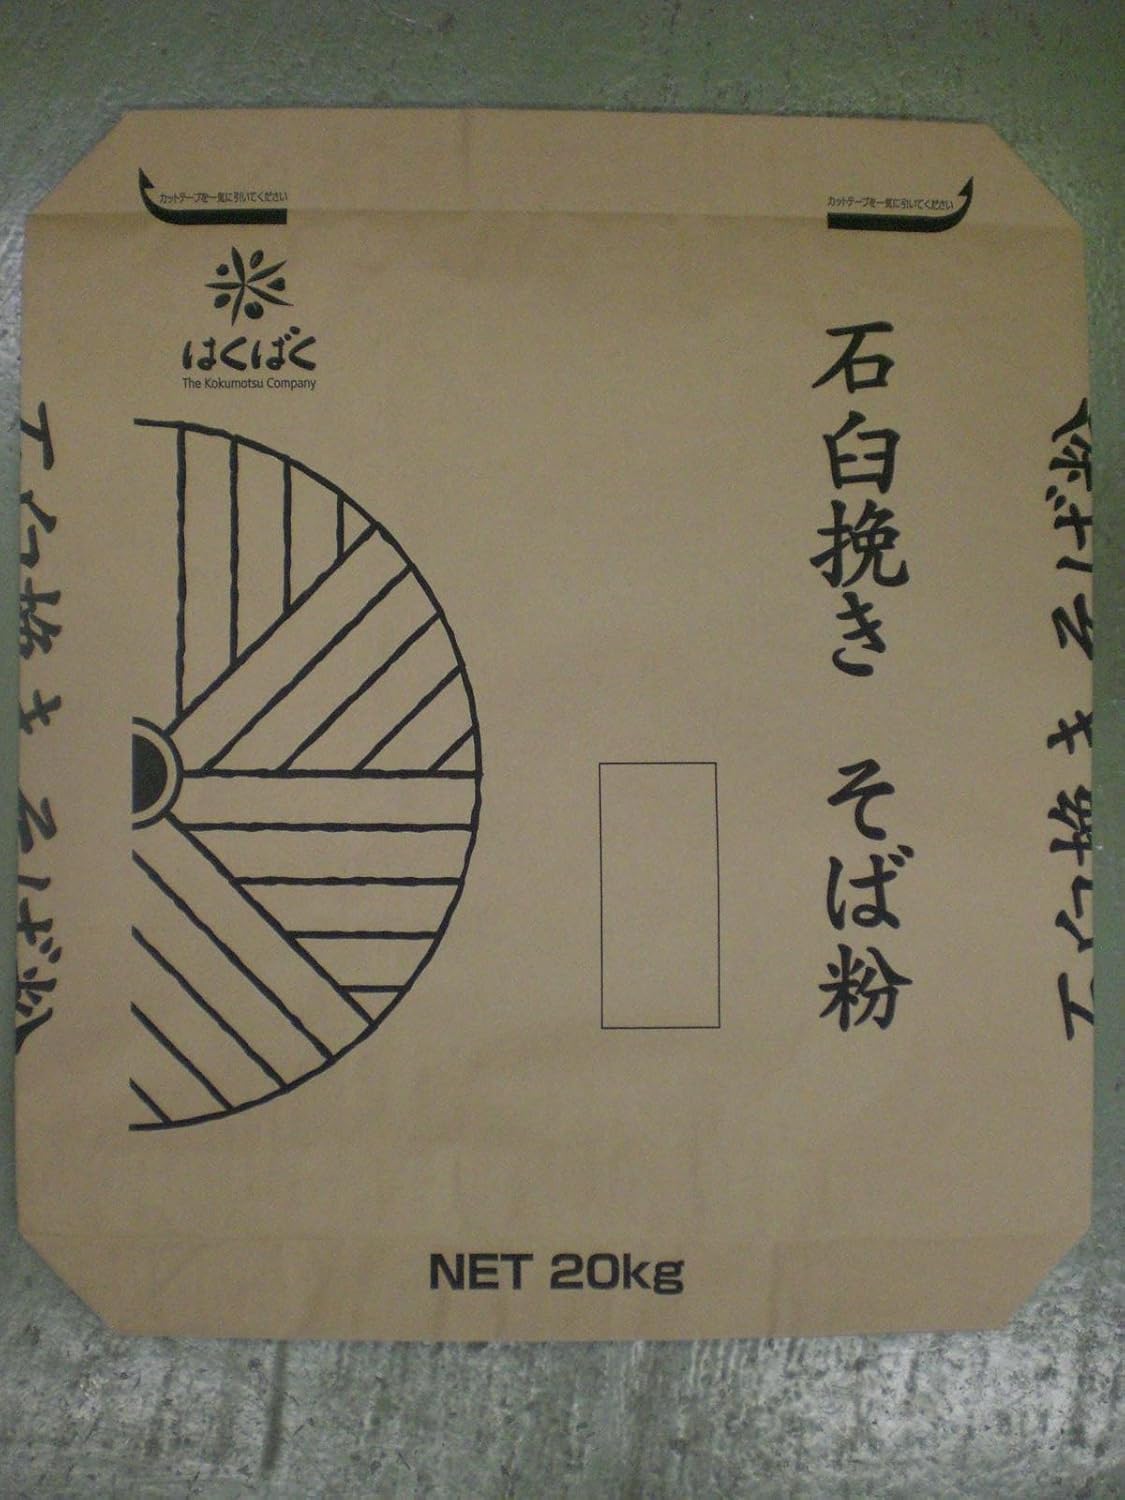 カットテープを一気に引いてください
カットテープを一気に引いてください
はくばく
The Kokumotsu Company
石臼挽き そば粉
NET 20kg